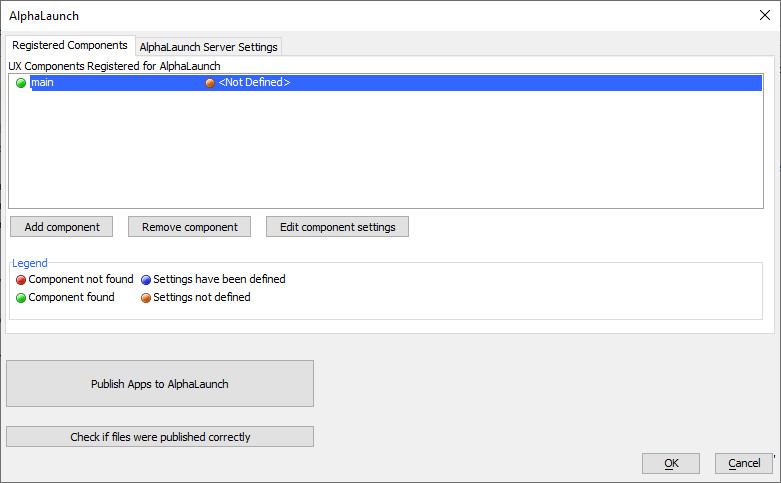 AlphaLaunch
Registered Components AlphaLaunch Server Settings
UX Components Registered for AlphaLaunch
main <Not Defined>
Add component Remove component Edit component settings
Legend
Component not found Settings have been defined
Component found Settings not defined
Publish Apps to AlphaLaunch
Check if files were published correctly
OK Cancel